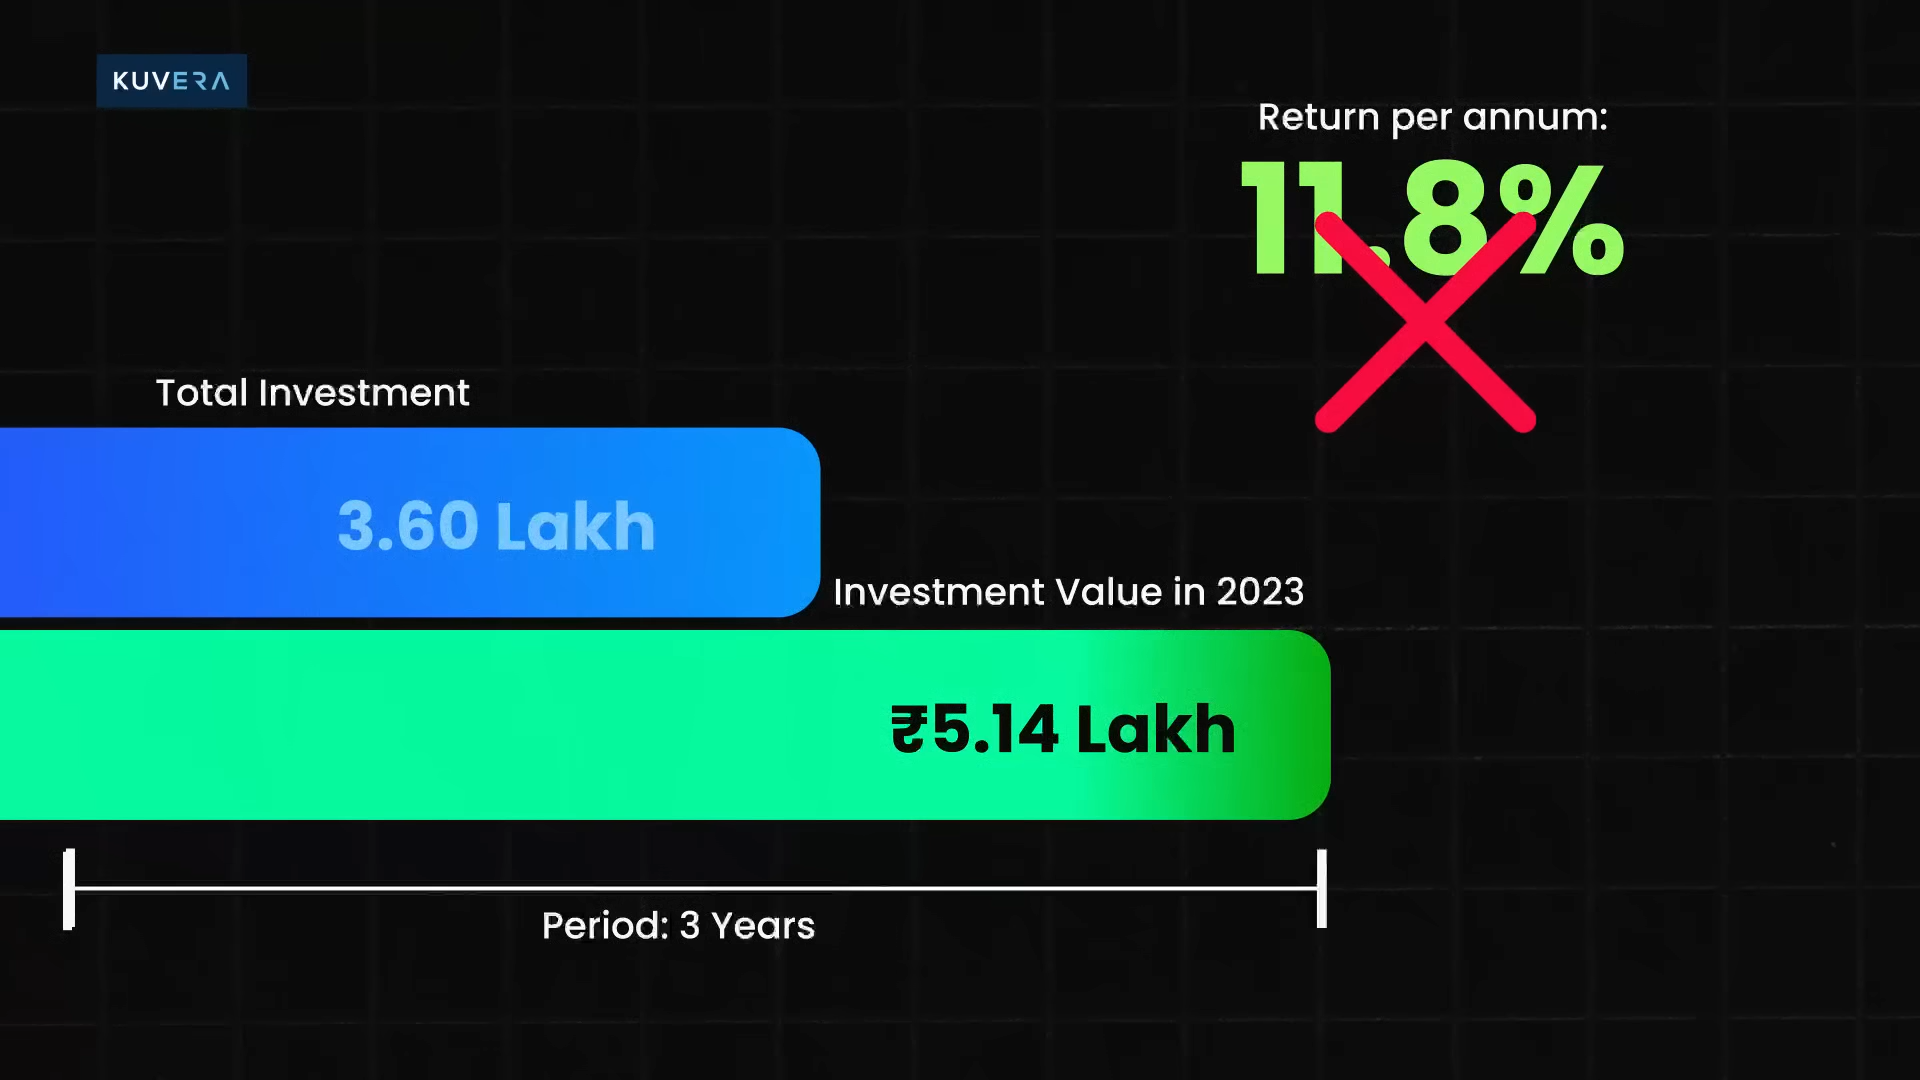 KUVERA
Return per annum:
11.8%
Total Investment
3.60 Lakh
Investment Value in 2023
₹5.14 Lakh
Period: 3 Years